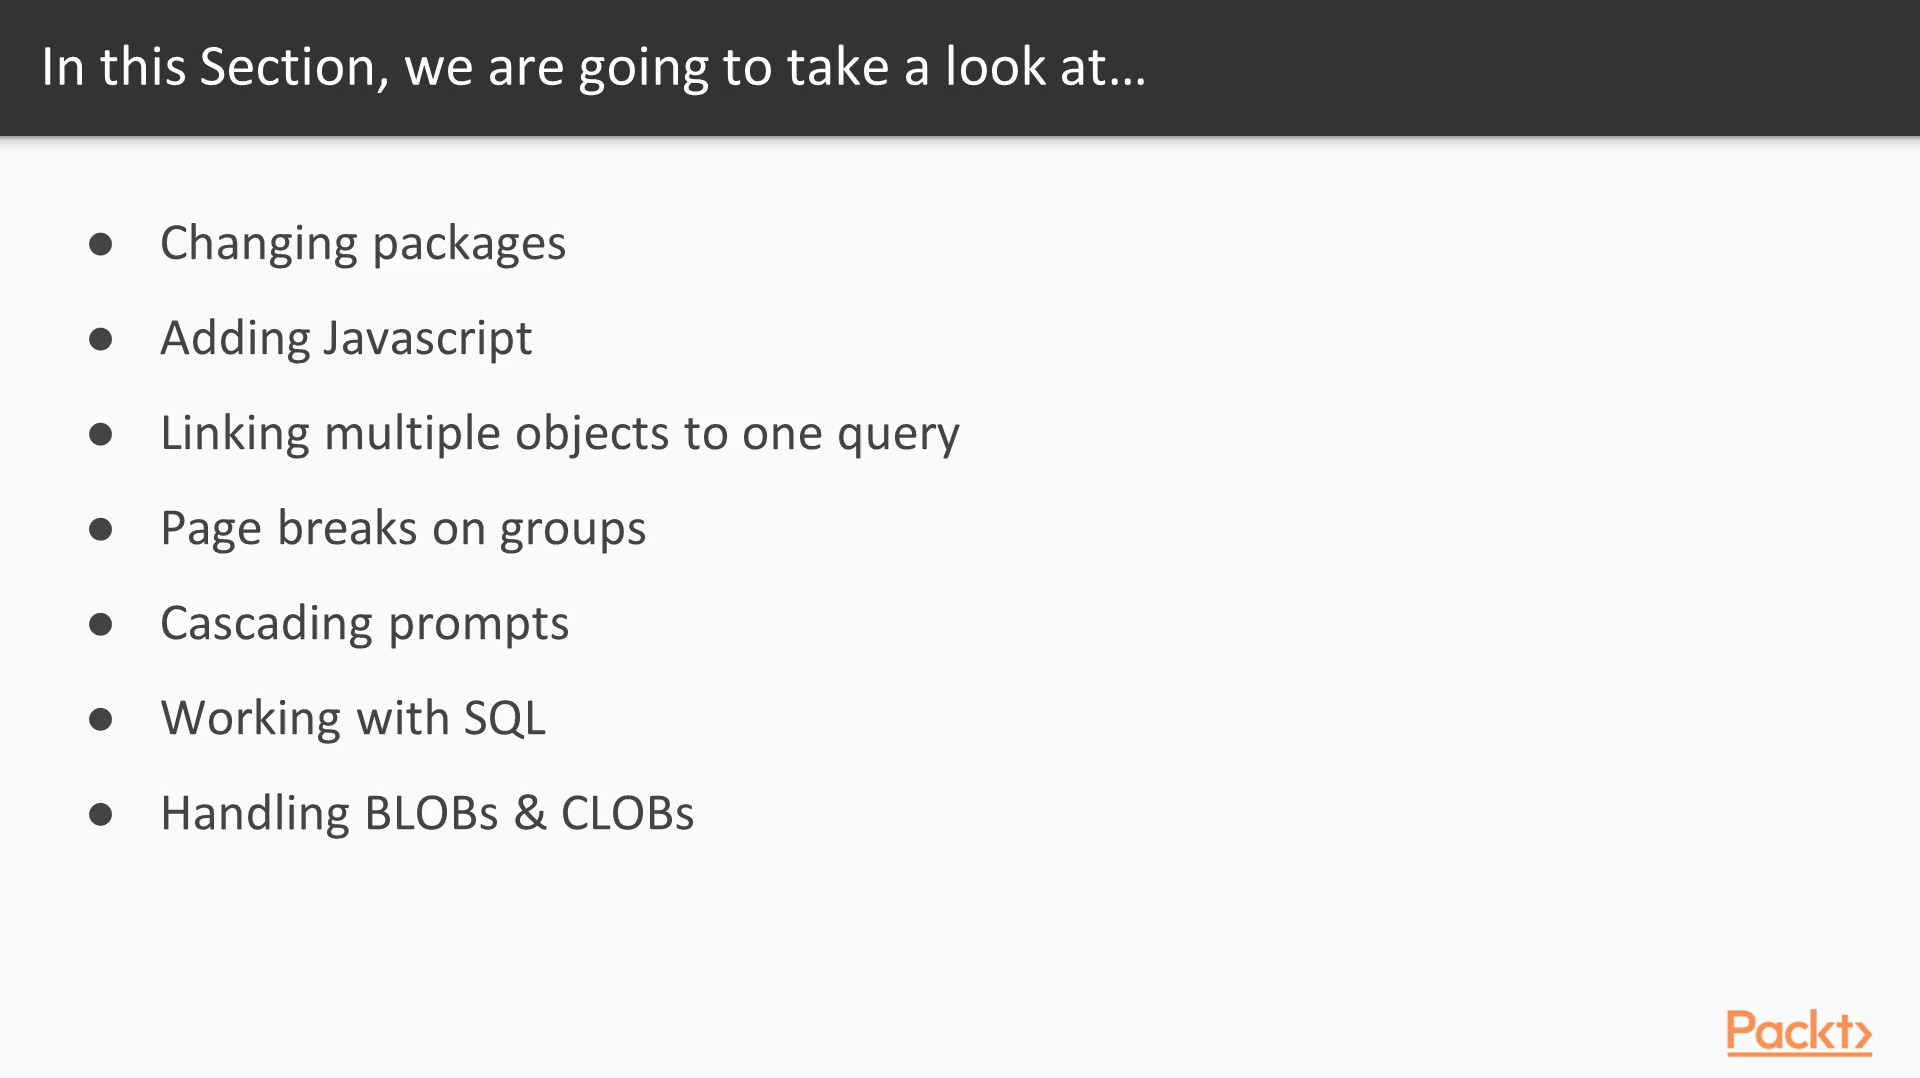 In this Section, we are going to take a look at...
● Changing packages
● Adding Javascript
● Linking multiple objects to one query
● Page breaks on groups
● Cascading prompts
● Working with SQL
● Handling BLOBs & CLOBs
Packt>